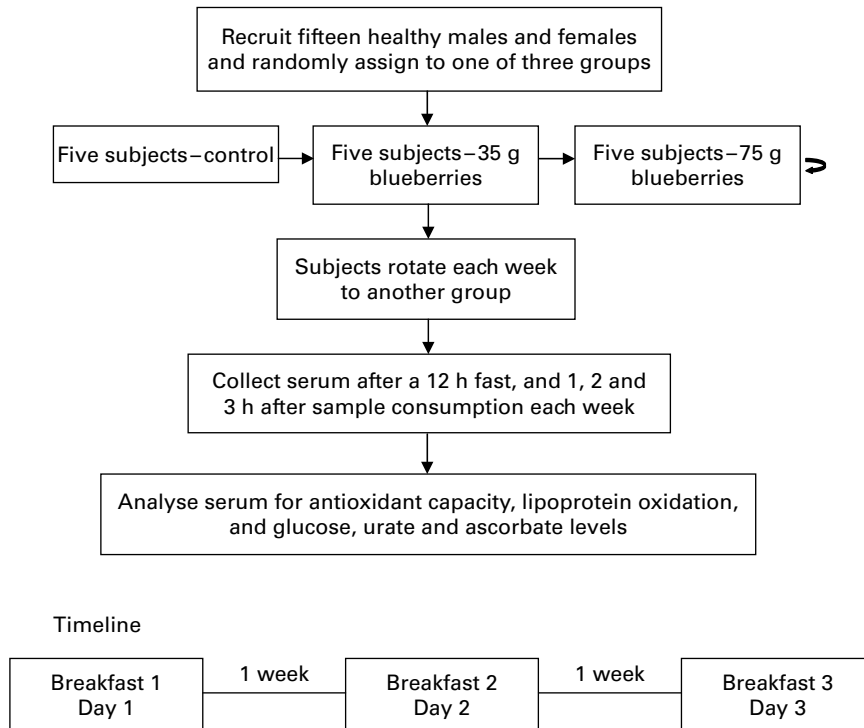 Recruit fifteen healthy males and females
and randomly assign to one of three groups
Five subjects–control
Five subjects–35 g
blueberries
Five subjects–75 g
blueberries
Subjects rotate each week
to another group
Collect serum after a 12 h fast, and 1, 2 and
3 h after sample consumption each week
Analyse serum for antioxidant capacity, lipoprotein oxidation,
and glucose, urate and ascorbate levels
Timeline
Breakfast 1
Day 1
1 week
Breakfast 2
Day 2
1 week
Breakfast 3
Day 3